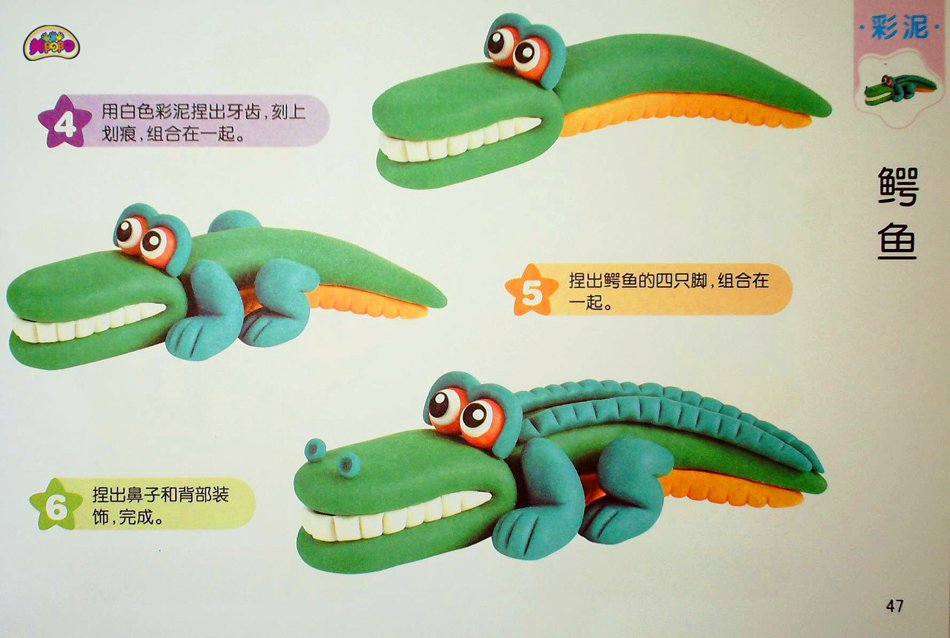 MPOPO
·彩泥·
鳄鱼
4
用白色彩泥捏出牙齿,刻上
划痕,组合在一起。
5
捏出鳄鱼的四只脚,组合在
一起。
6
捏出鼻子和背部装
饰,完成。
47